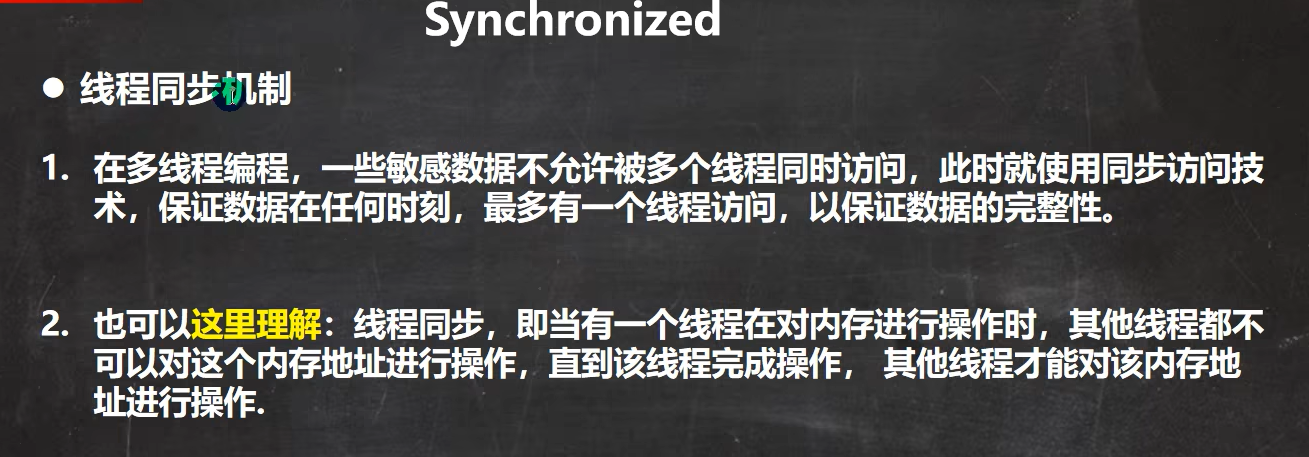 Synchronized
● 线程同步机制
1. 在多线程编程，一些敏感数据不允许被多个线程同时访问，此时就使用同步访问技
术，保证数据在任何时刻，最多有一个线程访问，以保证数据的完整性。
2. 也可以这里理解：线程同步，即当有一个线程在对内存进行操作时，其他线程都不
可以对这个内存地址进行操作，直到该线程完成操作， 其他线程才能对该内存地
址进行操作.